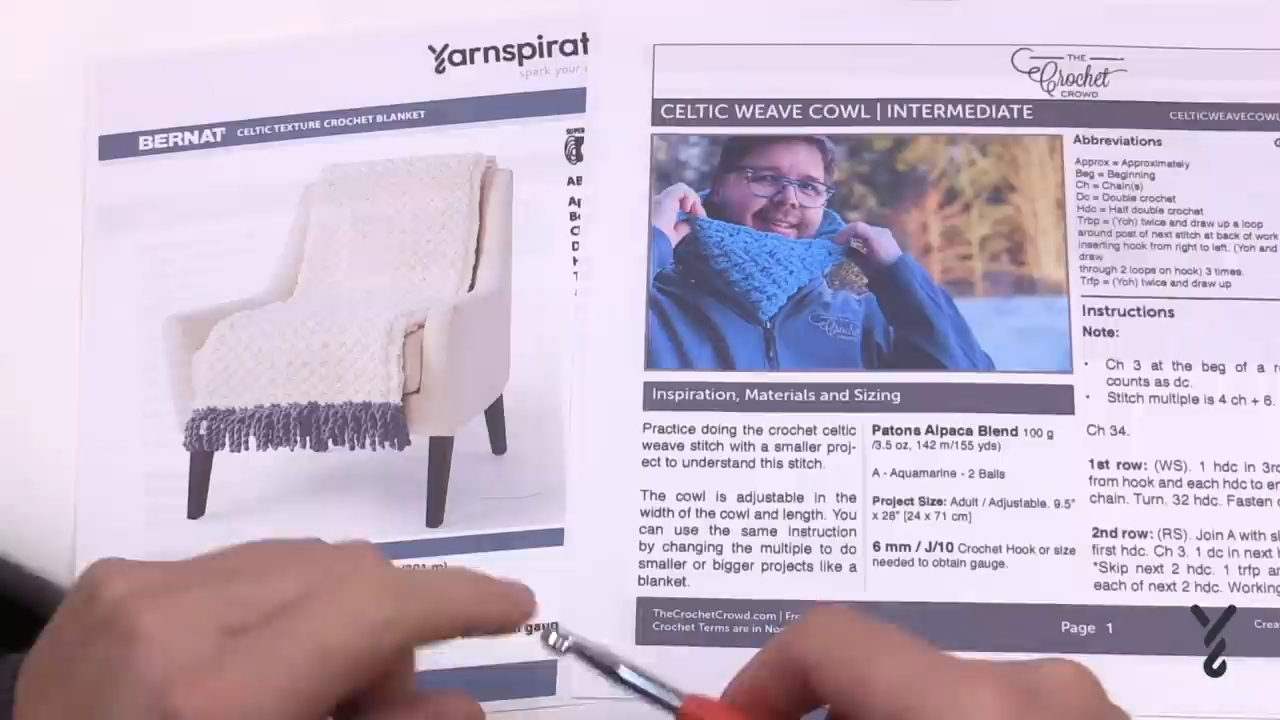 Yarnspirat
spark your
BERNAT CELTIC TEXTURE CROCHET BLANKET
SUPER
AB
gaug
THE
Crochet
CROWD
CELTIC WEAVE COWL | INTERMEDIATE
CELTICWEAVECOWL
Inspiration, Materials and Sizing
Practice doing the crochet celtic
weave stitch with a smaller proj-
ect to understand this stitch.
The cowl is adjustable in the
width of the cowl and length. You
can use the same instruction
by changing the multiple to do
smaller or bigger projects like a
blanket.
Patons Alpaca Blend 100 g
/3.5 oz, 142 m/155 yds)
A - Aquamarine - 2 Balls
Project Size: Adult / Adjustable. 9.5"
x 28" [24 x 71 cm]
6 mm / J/10 Crochet Hook or size
needed to obtain gauge.
Abbreviations
Approx = Approximately
Beg = Beginning
Ch = Chain(s)
Dc = Double crochet
Hdc = Half double crochet
Trbp = (Yoh) twice and draw up a loop
around post of next stitch at back of work
inserting hook from right to left. (Yoh and
draw
through 2 loops on hook) 3 times.
Trfp = (Yoh) twice and draw up
Instructions
Note:
• Ch 3 at the beg of a r
counts as dc.
• Stitch multiple is 4 ch + 6.
Ch 34.
1st row: (WS). 1 hdc in 3r
from hook and each hdc to e
chain. Turn. 32 hdc. Fasten
2nd row: (RS). Join A with s
first hdc. Ch 3. 1 dc in next
*Skip next 2 hdc. 1 trfp ar
each of next 2 hdc. Working
TheCrochetCrowd.com | Fr
Crochet Terms are in No
Page 1
Crea